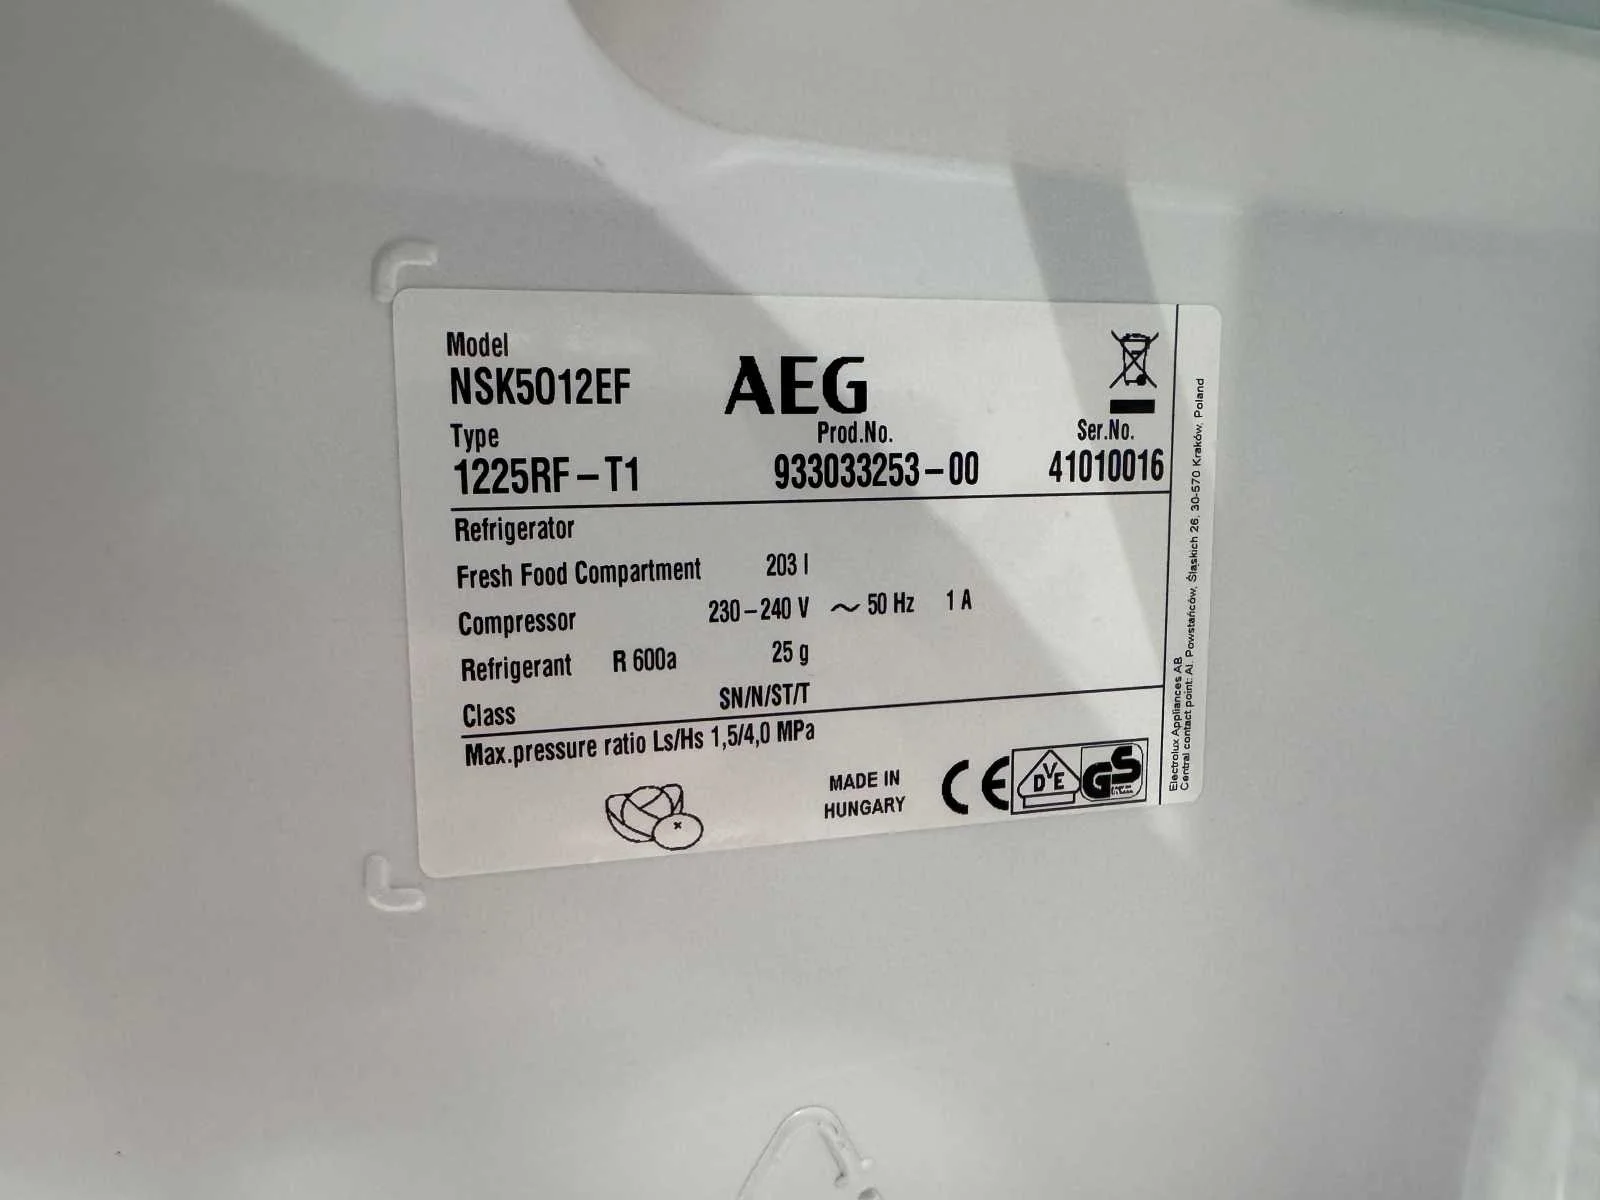 Model
NSK5012EF
AEG
Type
Prod.No.
Ser.No.
1225RF-T1
933033253-00
41010016
Refrigerator
Fresh Food Compartment 203 l
Compressor 230-240 V ~ 50 Hz 1 A
Refrigerant R 600a 25 g
Class SN/N/ST/T
Max.pressure ratio Ls/Hs 1,5/4,0 MPa
MADE IN
HUNGARY
CE
DVE
GS
Electrolux Appliances AB
Central contact point: Al. Powstańców, Śląskich 26, 30-570 Kraków, Poland